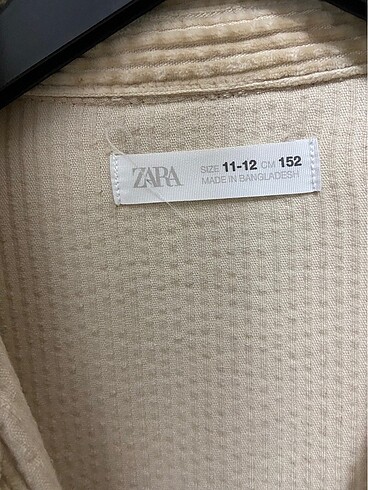 ZARA SIZE 11-12 CM 152
MADE IN BANGLADESH